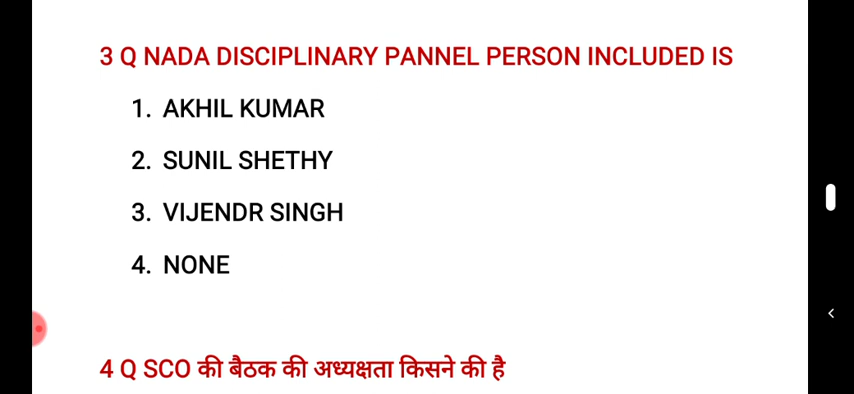 3 Q NADA DISCIPLINARY PANNEL PERSON INCLUDED IS
1. AKHIL KUMAR
2. SUNIL SHETHY
3. VIJENDR SINGH
4. NONE
4 Q SCO की बैठक की अध्यक्षता किसने की है